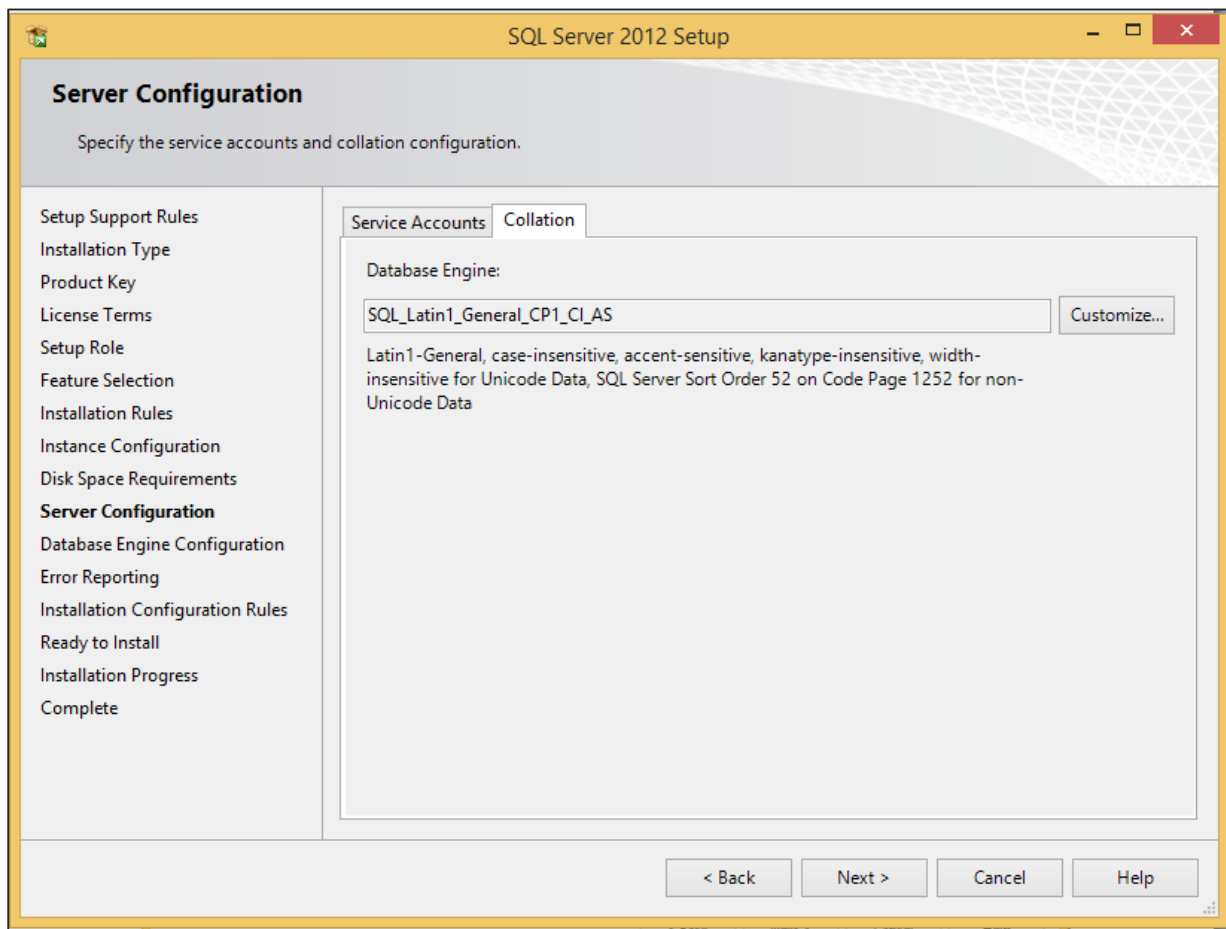 SQL Server 2012 Setup
Server Configuration
Specify the service accounts and collation configuration.
Setup Support Rules
Installation Type
Product Key
License Terms
Setup Role
Feature Selection
Installation Rules
Instance Configuration
Disk Space Requirements
Server Configuration
Database Engine Configuration
Error Reporting
Installation Configuration Rules
Ready to Install
Installation Progress
Complete
Service Accounts
Collation
Database Engine:
SQL_Latin1_General_CP1_CI_AS
Customize...
Latin1-General, case-insensitive, accent-sensitive, kanatype-insensitive, width-
insensitive for Unicode Data, SQL Server Sort Order 52 on Code Page 1252 for non-
Unicode Data
< Back
Next >
Cancel
Help